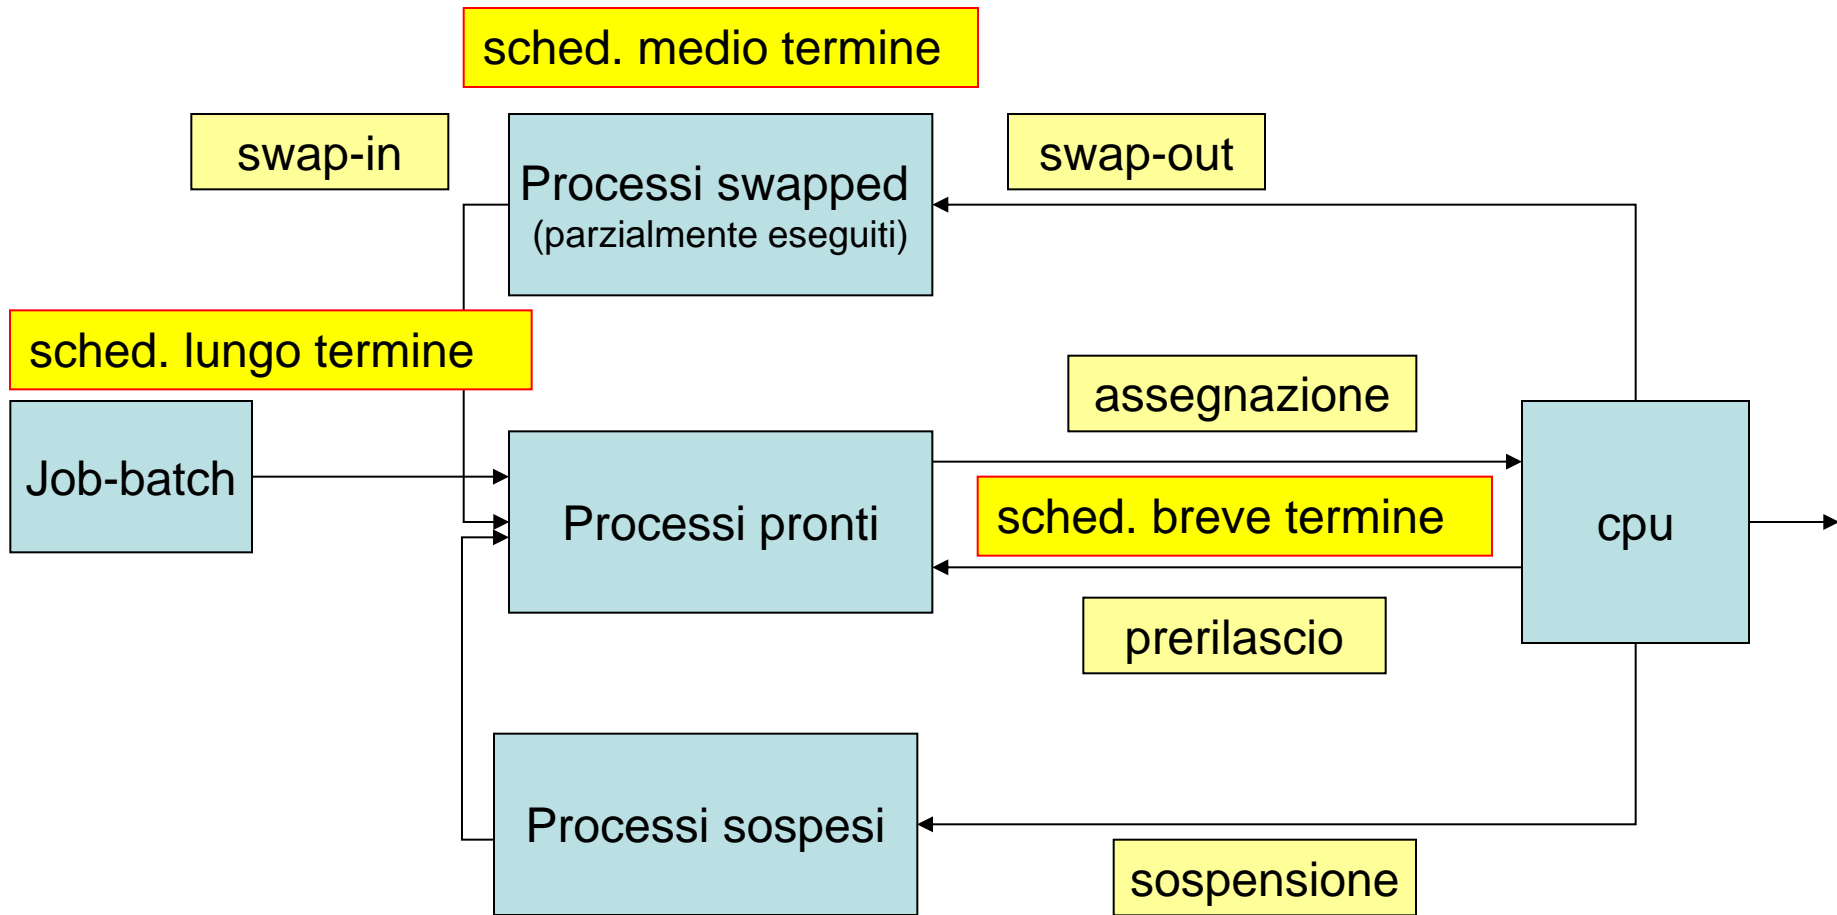 sched. medio termine
swap-in
Processi swapped
(parzialmente eseguiti)
swap-out
sched. lungo termine
assegnazione
Job-batch
Processi pronti
sched. breve termine
cpu
prerilascio
Processi sospesi
sospensione